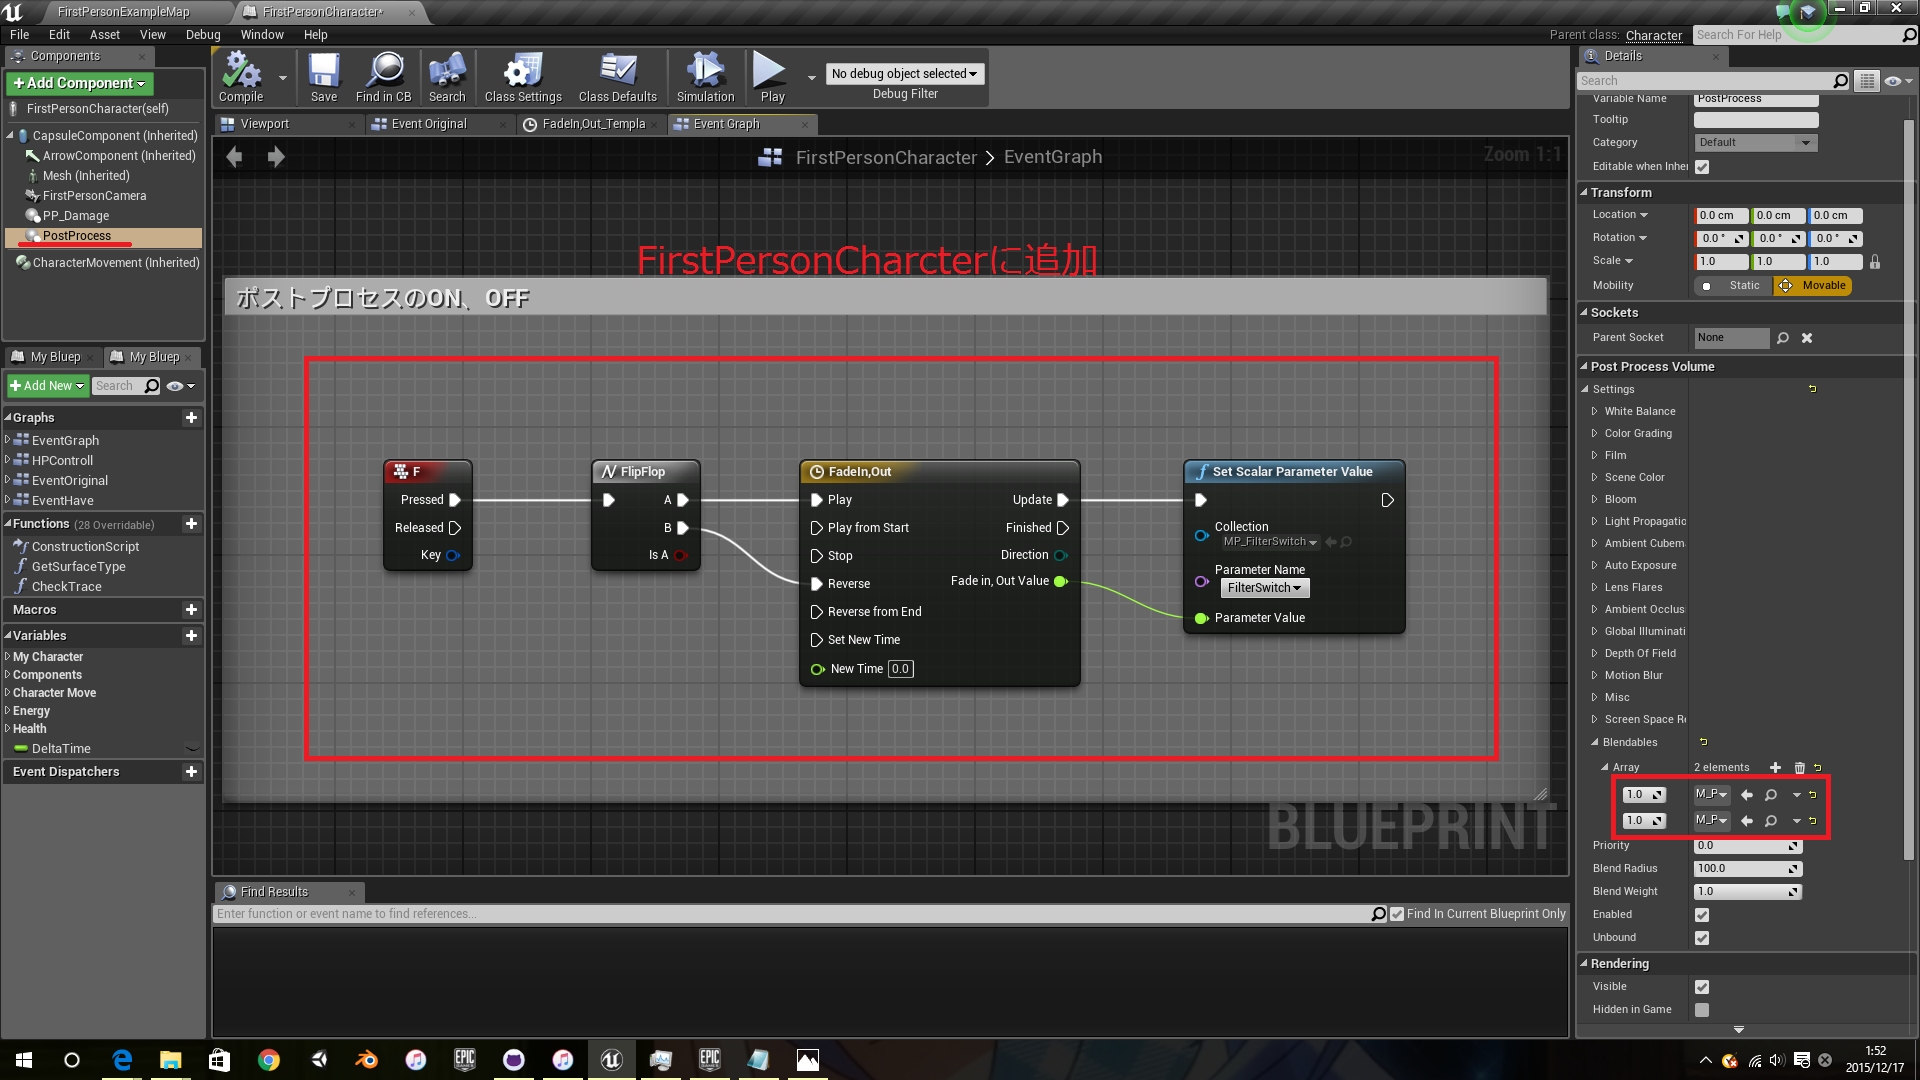 FirstPersonExampleMap
FirstPersonCharacter*
File Edit Asset View Debug Window Help
Parent class: Character
Search For Help
Components
+ Add Component
FirstPersonCharacter(self)
CapsuleComponent (Inherited)
ArrowComponent (Inherited)
Mesh (Inherited)
FirstPersonCamera
PP_Damage
PostProcess
CharacterMovement (Inherited)
Compile
Save
Find in CB
Search
Class Settings
Class Defaults
Simulation
Play
No debug object selected
Debug Filter
Viewport
Event Original
FadeIn,Out_Templa
Event Graph
FirstPersonCharacter > EventGraph
Zoom 1:1
FirstPersonCharcterに追加
ポストプロセスのON、OFF
F
Pressed
Released
Key
FlipFlop
A
B
Is A
FadeIn,Out
Play
Play from Start
Stop
Reverse
Reverse from End
Set New Time
New Time 0.0
Update
Finished
Direction
Fade in, Out Value
Set Scalar Parameter Value
Collection
MP_FilterSwitch
Parameter Name
FilterSwitch
Parameter Value
BLUEPRINT
My Bluep
My Bluep
+ Add New
Search
Graphs
EventGraph
HPControll
EventOriginal
EventHave
Functions (28 Overridable)
ConstructionScript
GetSurfaceType
CheckTrace
Macros
Variables
My Character
Components
Character Move
Energy
Health
DeltaTime
Event Dispatchers
Find Results
Enter function or event name to find references...
Find In Current Blueprint Only
Details
Search
Variable Name PostProcess
Tooltip
Category Default
Editable when Inher
Transform
Location 0.0 cm 0.0 cm 0.0 cm
Rotation 0.0 ° 0.0 ° 0.0 °
Scale 1.0 1.0 1.0
Mobility Static Movable
Sockets
Parent Socket None
Post Process Volume
Settings
White Balance
Color Grading
Film
Scene Color
Bloom
Light Propagatio
Ambient Cubem
Auto Exposure
Lens Flares
Ambient Occlus
Global Illuminati
Depth Of Field
Motion Blur
Misc
Screen Space Re
Blendables
Array 2 elements
1.0 M_P
1.0 M_P
Priority 0.0
Blend Radius 100.0
Blend Weight 1.0
Enabled
Unbound
Rendering
Visible
Hidden in Game
EPIC GAMES
EPIC GAMES
1:52
2015/12/17